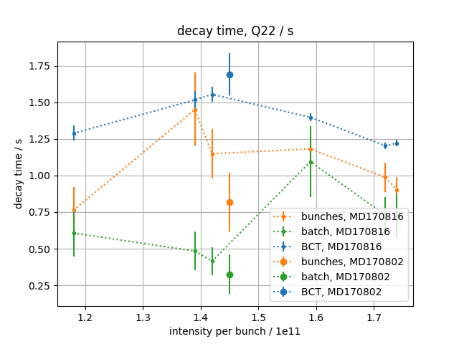 decay time, Q22 / s
decay time / s
1.75
1.50
1.25
1.00
0.75
0.50
0.25
bunches, MD170816
batch, MD170816
BCT, MD170816
bunches, MD170802
batch, MD170802
BCT, MD170802
1.2
1.3
1.4
1.5
1.6
1.7
intensity per bunch / 1e11